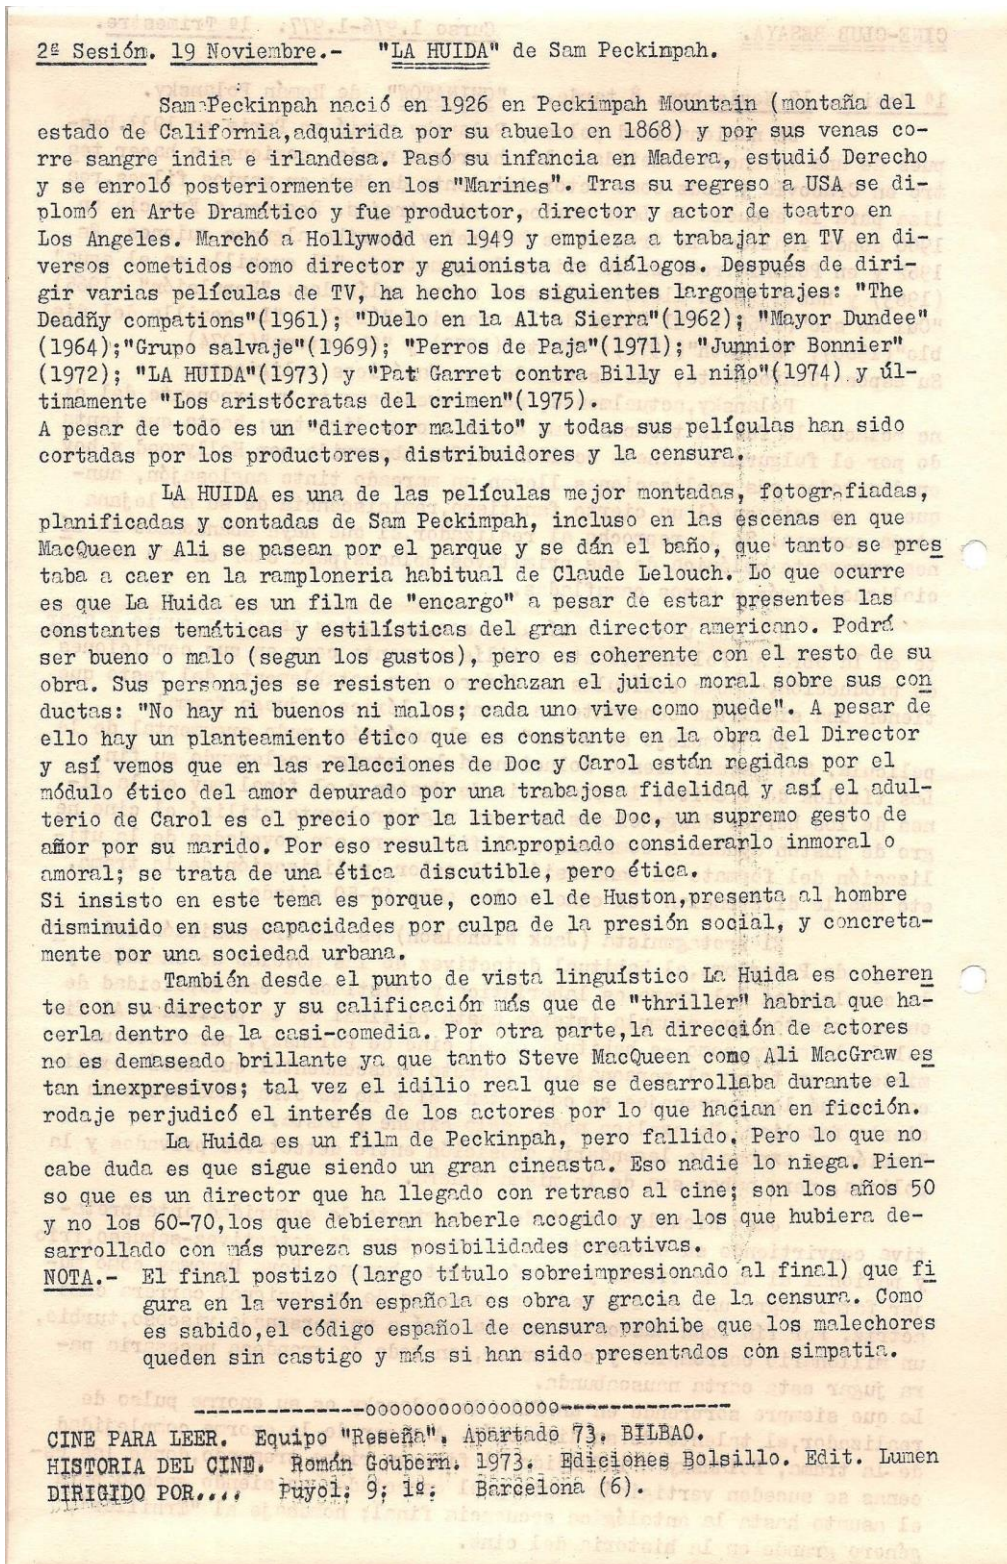 2ª Sesión. 19 Noviembre.- "LA HUIDA" de Sam Peckimpah.
Sam Peckinpah nació en 1926 en Peckimpah Mountain (montaña del
estado de California,adquirida por su abuelo en 1868) y por sus venas co-
rre sangre india e irlandesa. Pasó su infancia en Madera, estudió Derecho
y se enroló posteriormente en los "Marines". Tras su regreso a USA se di-
plomó en Arte Dramático y fue productor, director y actor de teatro en
Los Angeles. Marchó a Hollywodd en 1949 y empieza a trabajar en TV en di-
versos cometidos como director y guionista de diálogos. Después de diri-
gir varias películas de TV, ha hecho los siguientes largometrajes: "The
Deadñy compations"(1961); "Duelo en la Alta Sierra"(1962); "Mayor Dundee"
(1964);"Grupo salvaje"(1969); "Perros de Paja"(1971); "Junnior Bonnier"
(1972); "LA HUIDA"(1973) y "Pat Garret contra Billy el niño"(1974) y úl-
timamente "Los aristócratas del crimen"(1975).
A pesar de todo es un "director maldito" y todas sus películas han sido
cortadas por los productores, distribuidores y la censura.
LA HUIDA es una de las películas mejor montadas, fotografiadas,
planificadas y contadas de Sam Peckimpah, incluso en las escenas en que
MacQueen y Ali se pasean por el parque y se dán el baño, que tanto se pres
taba a caer en la ramploneria habitual de Claude Lelouch. Lo que ocurre
es que La Huida es un film de "encargo" a pesar de estar presentes las
constantes temáticas y estilísticas del gran director americano. Podrá
ser bueno o malo (segun los gustos), pero es coherente con el resto de su
obra. Sus personajes se resisten o rechazan el juicio moral sobre sus con
ductas: "No hay ni buenos ni malos; cada uno vive como puede". A pesar de
ello hay un planteamiento ético que es constante en la obra del Director
y así vemos que en las relacciones de Doc y Carol están regidas por el
módulo ético del amor depurado por una trabajosa fidelidad y así el adul-
terio de Carol es el precio por la libertad de Doc, un supremo gesto de
añor por su marido. Por eso resulta inapropiado considerarlo inmoral o
amoral; se trata de una ética discutible, pero ética.
Si insisto en este tema es porque, como el de Huston,presenta al hombre
disminuido en sus capacidades por culpa de la presión social, y concreta-
mente por una sociedad urbana.
También desde el punto de vista linguístico La Huida es coheren
te con su director y su calificación más que de "thriller" habria que ha-
cerla dentro de la casi-comedia. Por otra parte,la dirección de actores
no es demaseado brillante ya que tanto Steve MacQueen como Ali MacGraw es
tan inexpresivos; tal vez el idilio real que se desarrollaba durante el
rodaje perjudicó el interés de los actores por lo que hacian en ficción.
La Huida es un film de Peckinpah, pero fallido. Pero lo que no
cabe duda es que sigue siendo un gran cineasta. Eso nadie lo niega. Pien-
so que es un director que ha llegado con retraso al cine; son los años 50
y no los 60-70,los que debieran haberle acogido y en los que hubiera de-
sarrollado con más pureza sus posibilidades creativas.
NOTA.- El final postizo (largo título sobreimpresionado al final) que fi
gura en la versión española es obra y gracia de la censura. Como
es sabido,el código español de censura prohibe que los malechores
queden sin castigo y más si han sido presentados con simpatia.
--------------oooooooooooooooo--------------
CINE PARA LEER. Equipo "Reseña". Apartado 73. BILBAO.
HISTORIA DEL CINE. Román Goubern. 1973. Ediciones Bolsillo. Edit. Lumen
DIRIGIDO POR.... Puyol; 9; 1º; Barcelona (6).